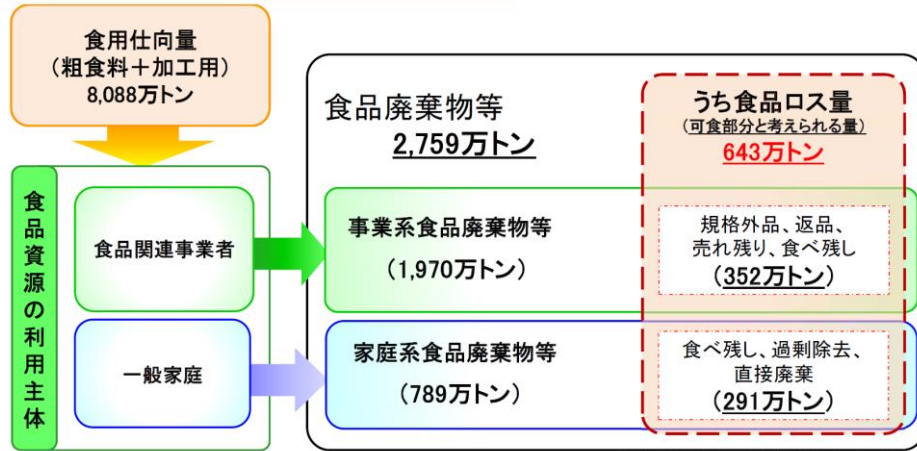 食用仕向量
（粗食料＋加工用）
8,088万トン
食品資源の利用主体
食品関連事業者
一般家庭
食品廃棄物等
2,759万トン
うち食品ロス量
（可食部分と考えられる量）
643万トン
事業系食品廃棄物等
（1,970万トン）
規格外品、返品、
売れ残り、食べ残し
（352万トン）
家庭系食品廃棄物等
（789万トン）
食べ残し、過剰除去、
直接廃棄
（291万トン）